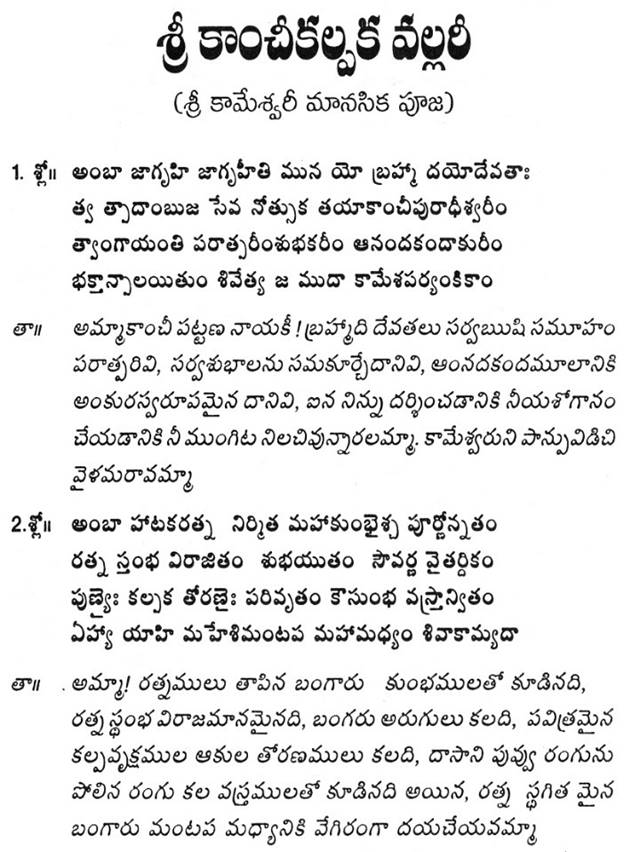 శ్రీ కాంచీకల్పక వల్లరీ
(శ్రీ కామేశ్వరీ మానసిక పూజ)
1. శ్లో॥ అంబా జాగృహి జాగృహీతి మున యో బ్రహ్మా దయోదేవతాః
త్వ త్పాదాంబుజ సేవ నోత్సుక తయాకాంచీపురాధీశ్వరీం
త్వాంగాయంతి పరాత్పరీంశుభకరీం ఆనందకందాకురీం
భక్తాన్పాలయితుం శివేత్య జ ముదా కామేశపర్యంకికాం
తా॥ అమ్మాకాంచీ పట్టణ నాయకీ! బ్రహ్మాది దేవతలు సర్వఋషి సమూహం
పరాత్పరివి, సర్వశుభాలను సమకూర్చేదానివి, ఆంనదకందమూలానికి
అంకురస్వరూపమైన దానివి, ఐన నిన్ను దర్శించడానికి నీయశోగానం
చేయడానికి నీ ముంగిట నిలచివున్నారలమ్మా. కామేశ్వరుని పాన్పువిడిచి
వైళమరావమ్మా
2.శ్లో॥ అంబా హాటకరత్న నిర్మిత మహాకుంభైశ్చ పూర్ణోన్నతం
రత్న స్తంభ విరాజితం శుభయుతం సౌవర్ణ వైతర్దికం
పుణ్యైః కల్పక తోరణైః పరివృతం కౌసుంభ వస్త్రాన్వితం
ఏహ్యా యాహి మహేశిమంటప మహామధ్యం శివాకామ్యదా
తా॥ . అమ్మా! రత్నములు తాపిన బంగారు కుంభములతో కూడినది,
రత్నస్థంభ విరాజమానమైనది, బంగరు అరుగులు కలది, పవిత్రమైన
కల్పవృక్షముల ఆకుల తోరణములు కలది, దాసాని పువ్వు రంగును
పోలిన రంగు కల వస్త్రములతో కూడినది అయిన, రత్న స్థగిత మైన
బంగారు మంటప మధ్యానికి వేగిరంగా దయచేయవమ్మా